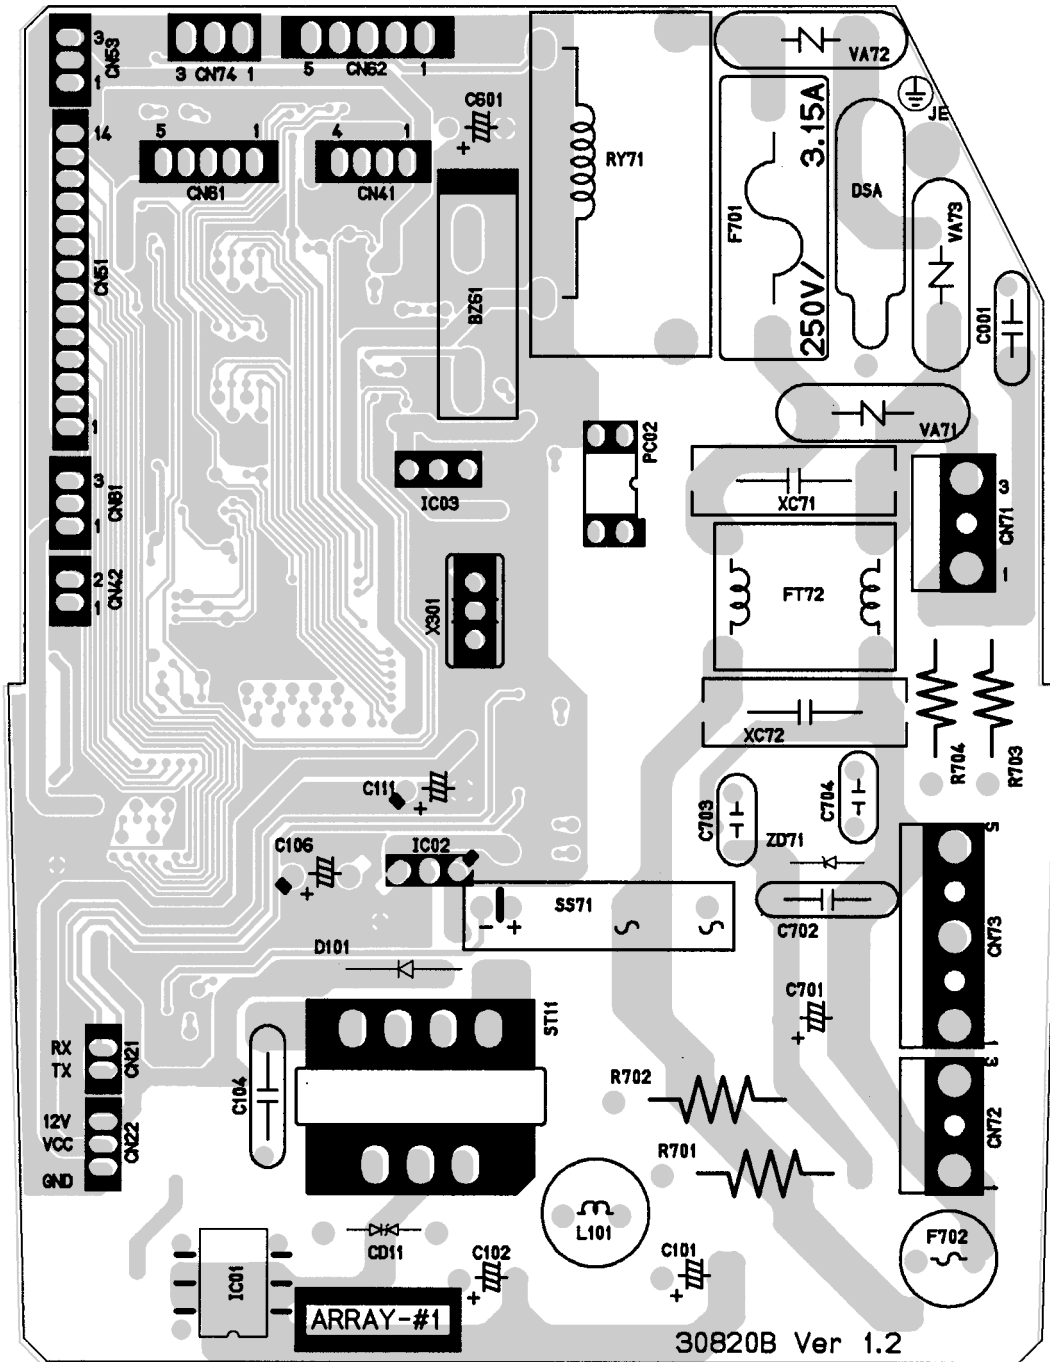 3
CN53
1
3 CN74 1
5 CN62 1
C601
+
RY71
VA72
3.15A
F701
250V/
JE
DSA
VA73
C001
14
CN51
1
5 1
CN61
4 1
CN41
BZ61
VA71
3
CN81
1
IC03
PC02
XC71
3
CN71
1
2
CN42
1
X301
FT72
XC72
R704
R703
C111
+
C703
C704
ZD71
C106
+
IC02
SS71
- +
C702
5
CN73
1
D101
C701
+
ST11
RX
TX
CN21
C104
R702
3
CN72
1
12V
VCC
GND
CN22
R701
L101
F702
CD11
IC01
C102
+
C101
+
ARRAY-#1
30820B Ver 1.2